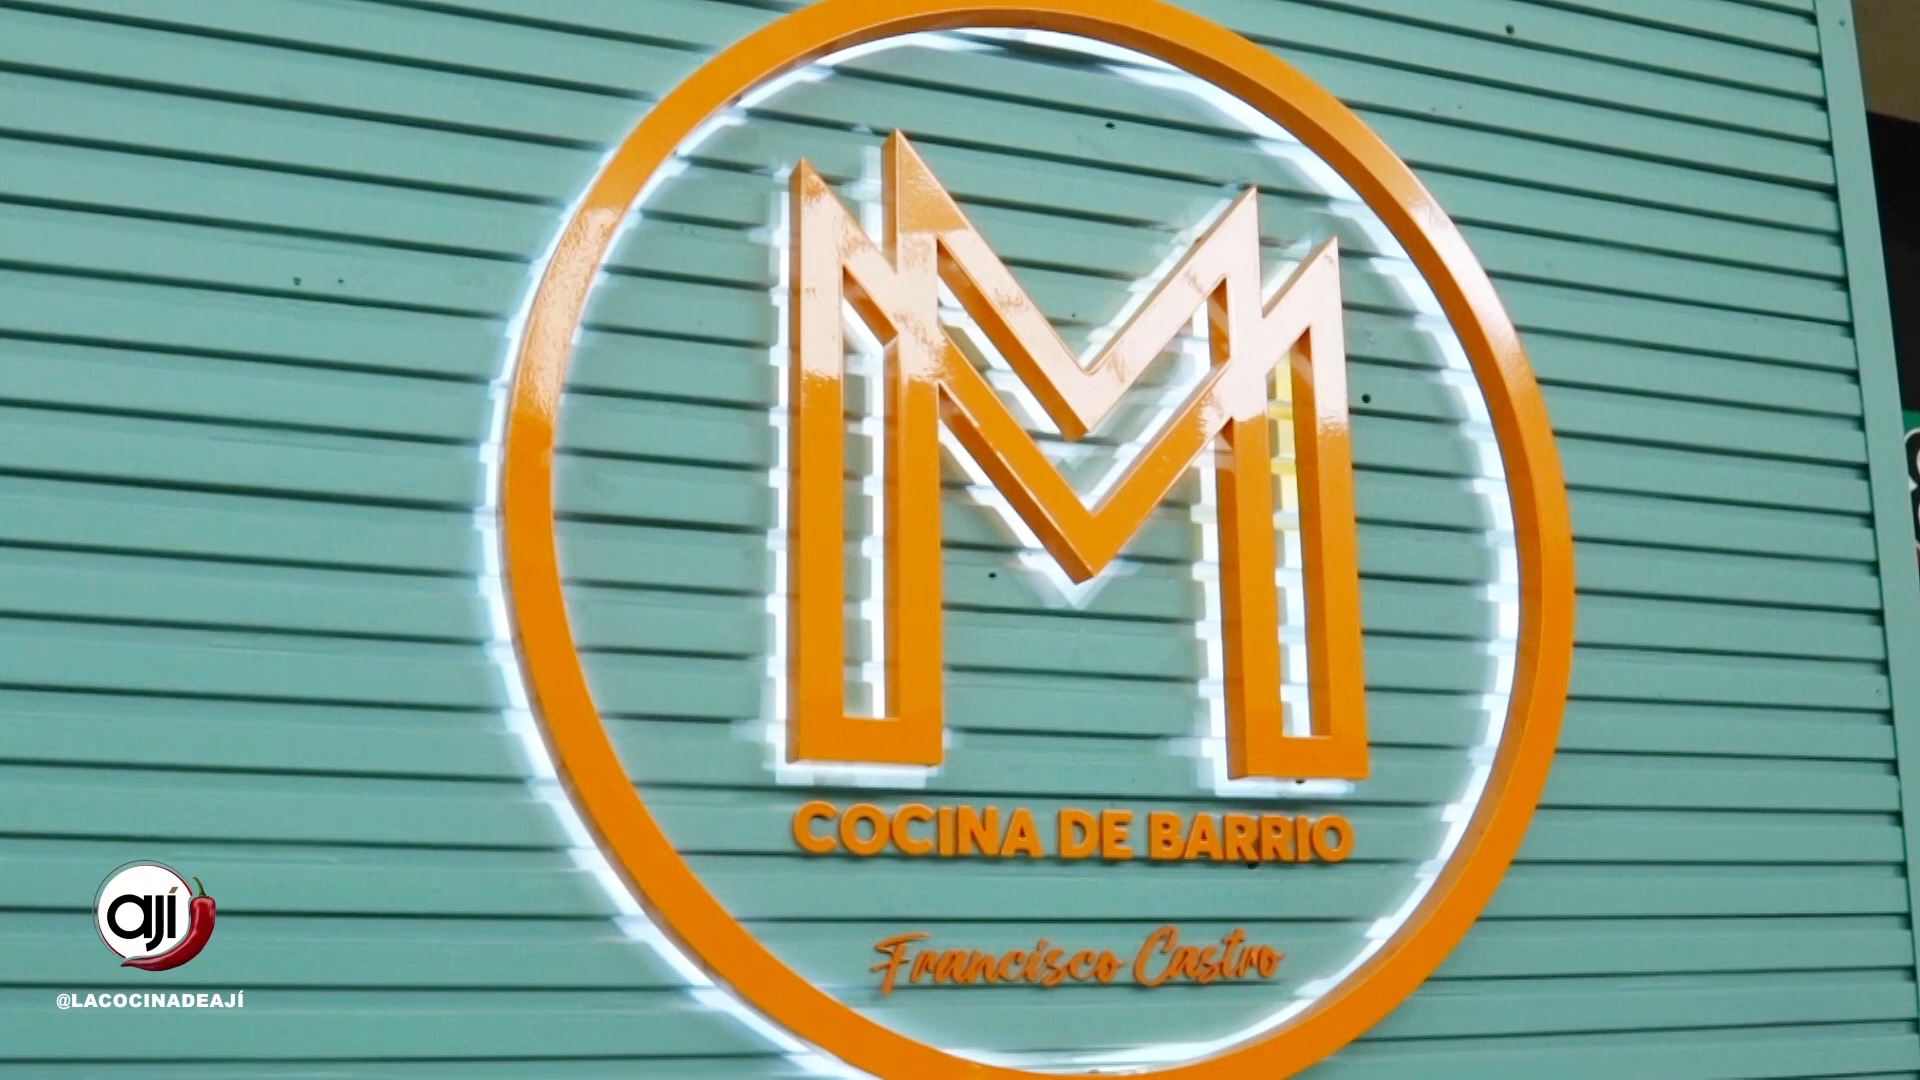 M
COCINA DE BARRIO
Francisco Castro
ají
@LACOCINADEAJÍ